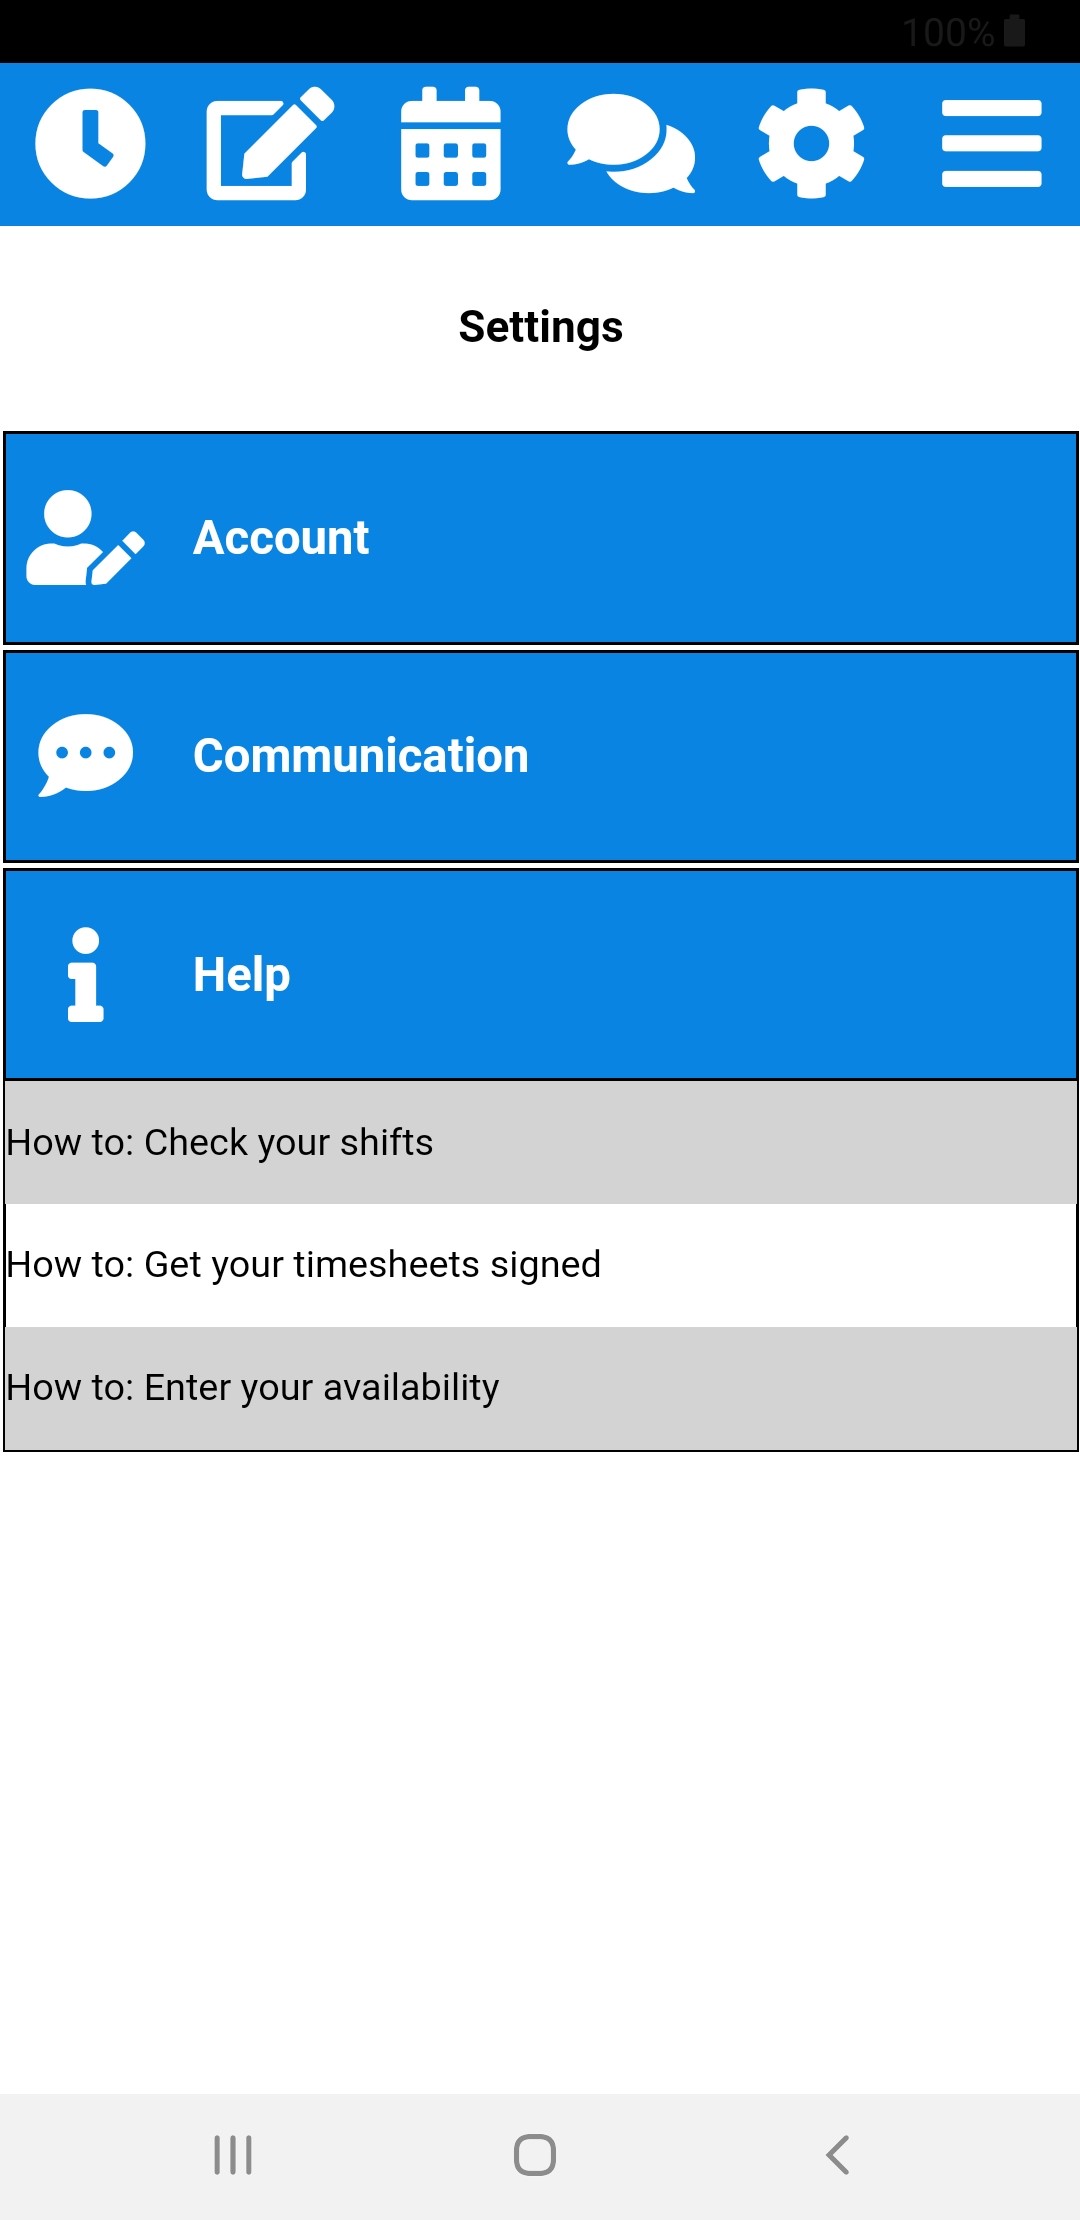 100%
Settings
Account
Communication
Help
How to: Check your shifts
How to: Get your timesheets signed
How to: Enter your availability